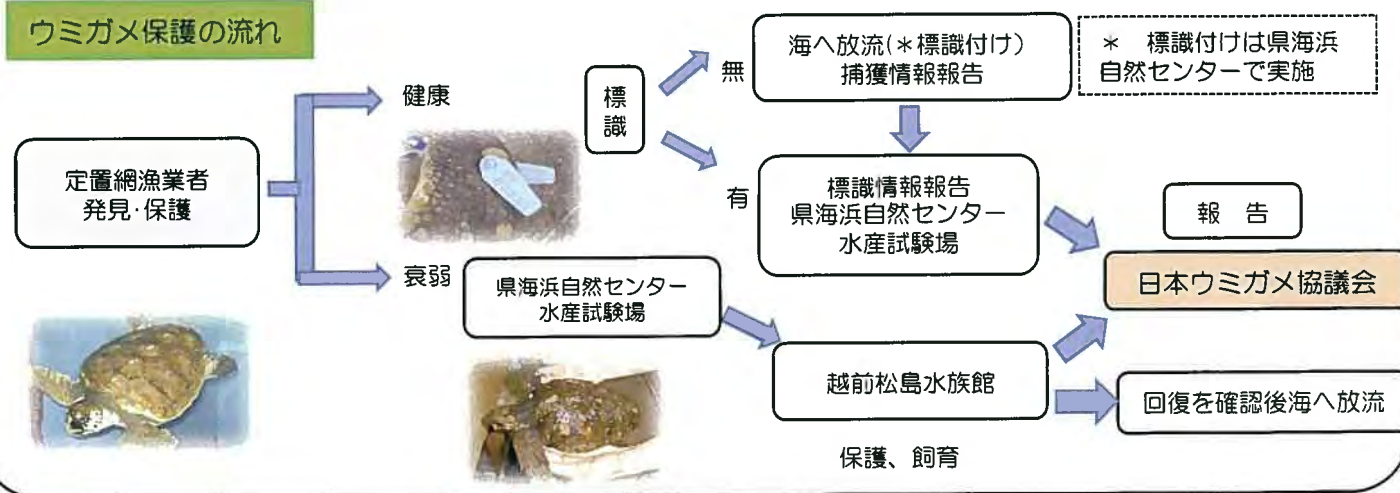 ウミガメ保護の流れ
定置網漁業者
発見・保護
健康
標
識
無
海へ放流(＊標識付け)
捕獲情報報告
＊ 標識付けは県海浜
自然センターで実施
有
標識情報報告
県海浜自然センター
水産試験場
報 告
日本ウミガメ協議会
衰弱
県海浜自然センター
水産試験場
越前松島水族館
保護、飼育
回復を確認後海へ放流